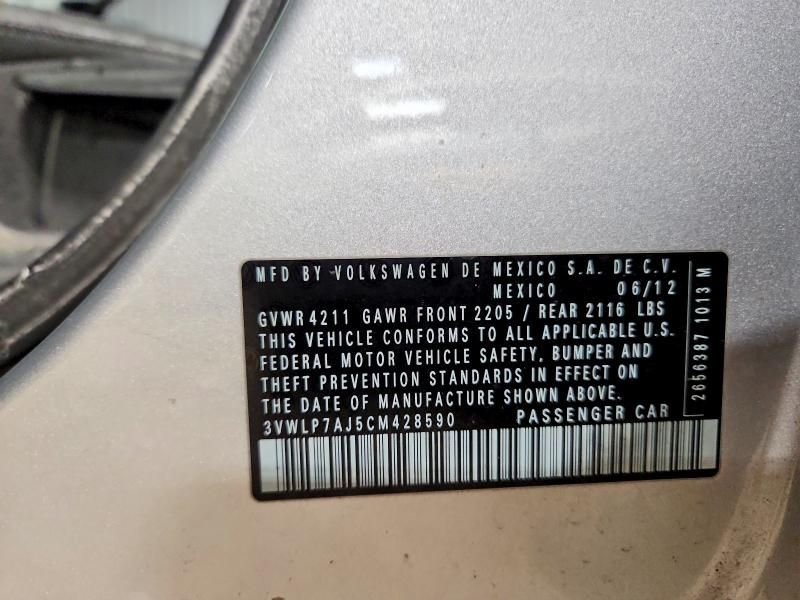 MFD BY VOLKSWAGEN DE MEXICO S.A. DE C.V.
MEXICO 06/12
GVWR 4211 GAWR FRONT 2205 / REAR 2116 LBS
THIS VEHICLE CONFORMS TO ALL APPLICABLE U.S.
FEDERAL MOTOR VEHICLE SAFETY, BUMPER AND
THEFT PREVENTION STANDARDS IN EFFECT ON
THE DATE OF MANUFACTURE SHOWN ABOVE.
3VWLP7AJ5CM428590 PASSENGER CAR
2656387 1013 M